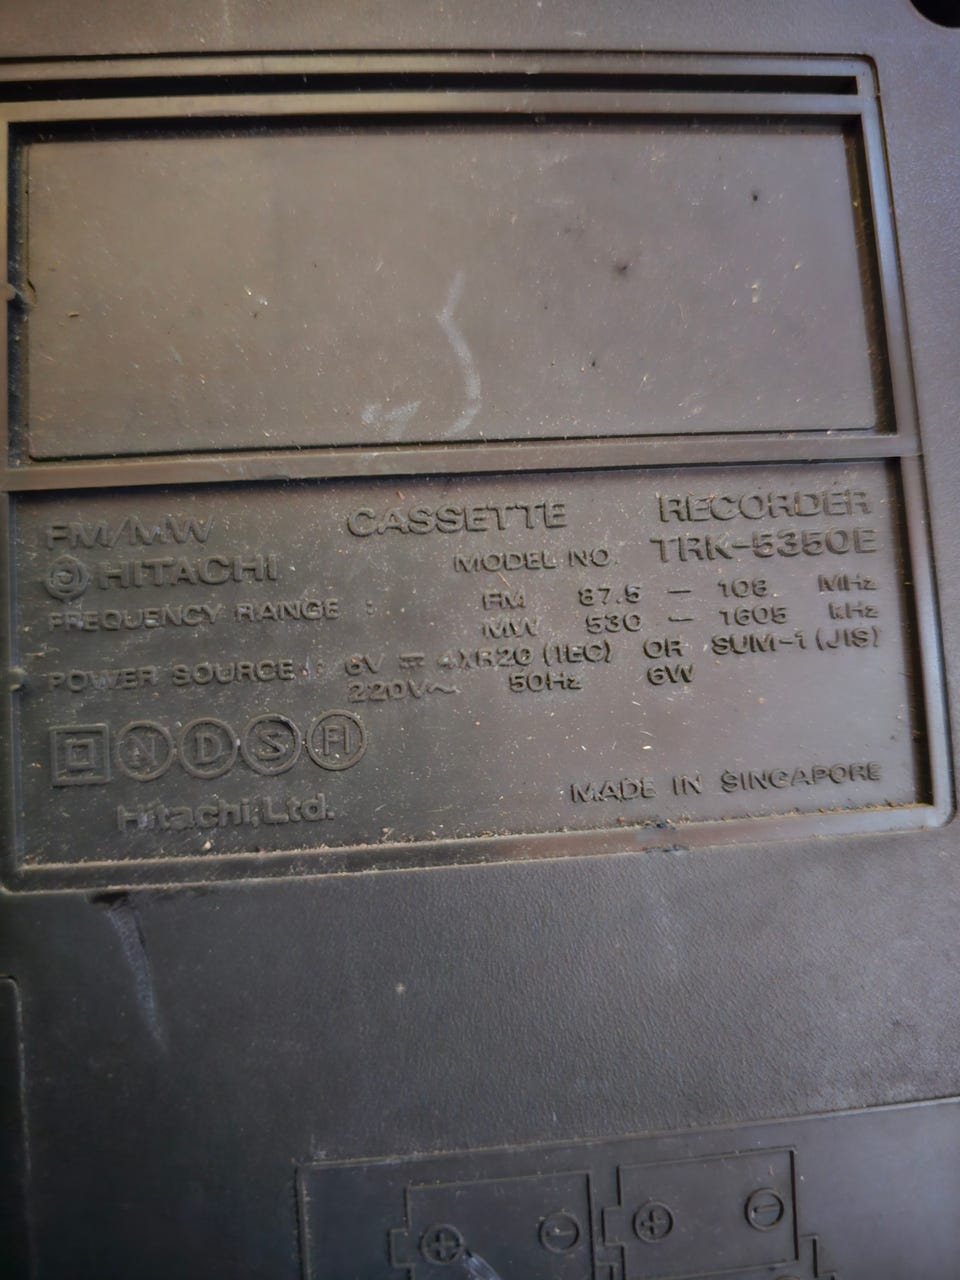 FM/MW CASSETTE RECORDER
HITACHI MODEL NO. TRK-5350E
FREQUENCY RANGE : FM 87.5 — 108 MHz
MW 530 — 1605 kHz
POWER SOURCE : 6V ⎓ 4XR20 (IEC) OR SUM-1 (JIS)
220V～ 50Hz 6W
N D S FI
Hitachi, Ltd. MADE IN SINGAPORE
+ − + −